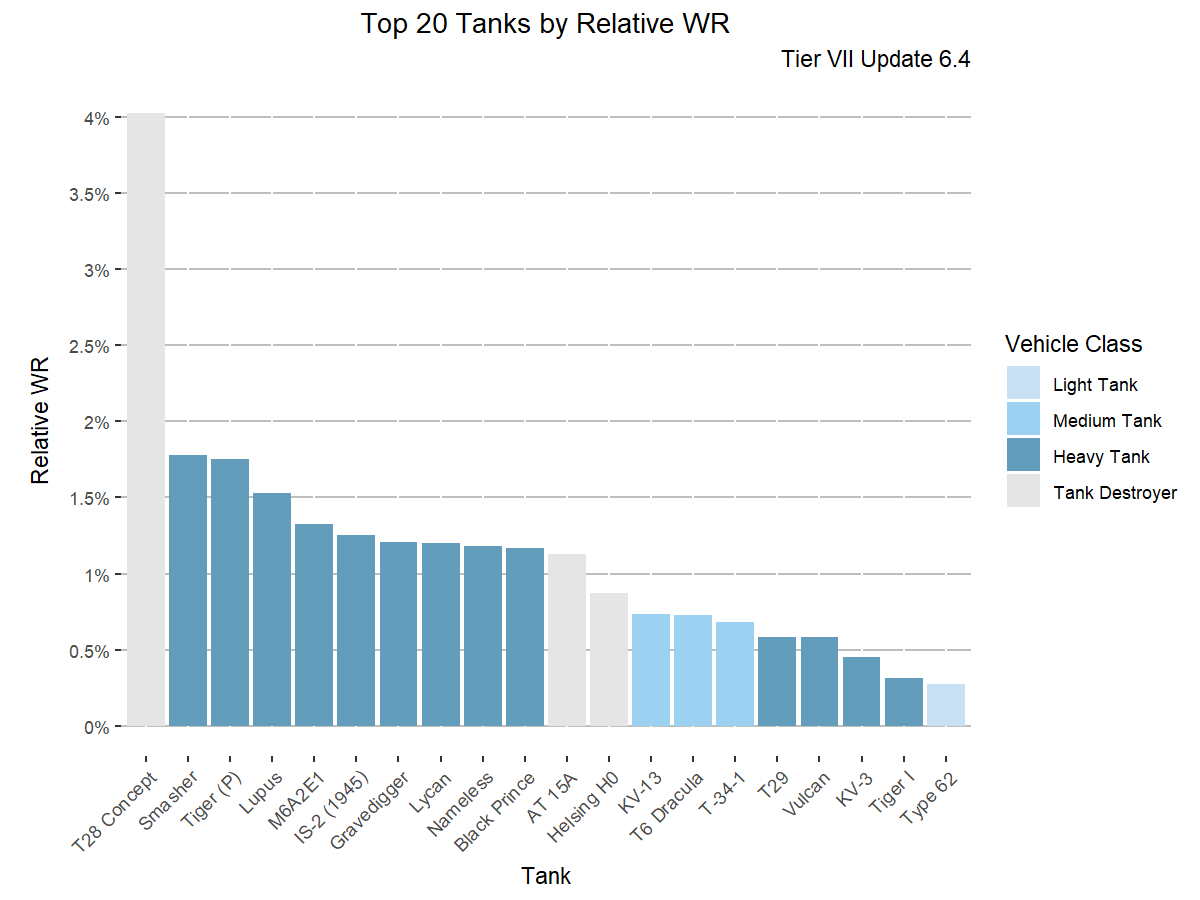 Top 20 Tanks by Relative WR
Tier VII Update 6.4
Relative WR
4%
3.5%
3%
2.5%
2%
1.5%
1%
0.5%
0%
T28 Concept
Smasher
Tiger (P)
Lupus
M6A2E1
IS-2 (1945)
Gravedigger
Lycan
Nameless
Black Prince
AT 15A
Helsing H0
KV-13
T6 Dracula
T-34-1
T29
Vulcan
KV-3
Tiger I
Type 62
Tank
Vehicle Class
Light Tank
Medium Tank
Heavy Tank
Tank Destroyer